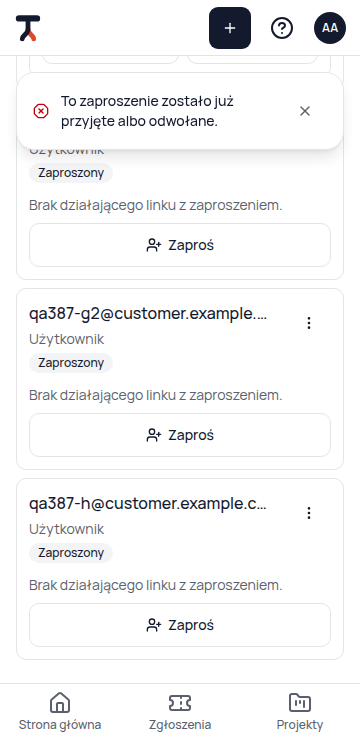 AA
To zaproszenie zostało już
przyjęte albo odwołane.
Użytkownik
Zaproszony
Brak działającego linku z zaproszeniem.
Zaproś
qa387-g2@customer.example....
Użytkownik
Zaproszony
Brak działającego linku z zaproszeniem.
Zaproś
qa387-h@customer.example.c...
Użytkownik
Zaproszony
Brak działającego linku z zaproszeniem.
Zaproś
Strona główna
Zgłoszenia
Projekty